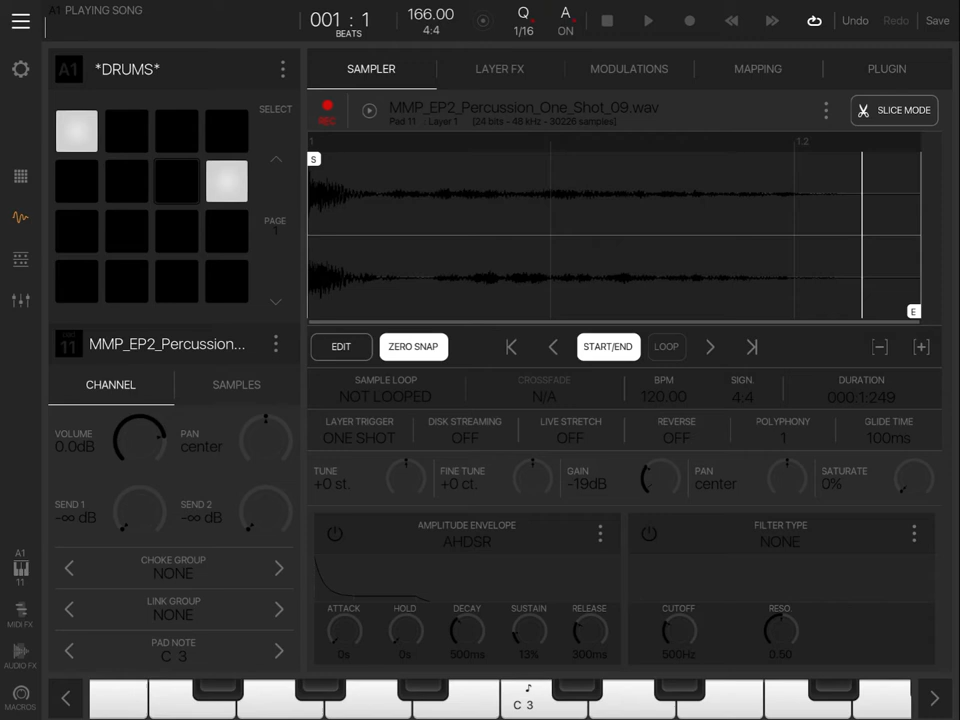 A1 PLAYING SONG
001 : 1
BEATS
166.00
4:4
Q
1/16
A
ON
Undo
Redo
Save
A1
*DRUMS*
SELECT
PAGE
1
SAMPLER
LAYER FX
MODULATIONS
MAPPING
PLUGIN
REC
MMP_EP2_Percussion_One_Shot_09.wav
Pad 11 Layer 1 [24 bits - 48 kHz - 30226 samples]
SLICE MODE
1
1.2
S
E
11
MMP_EP2_Percussion...
EDIT
ZERO SNAP
START/END
LOOP
CHANNEL
SAMPLES
SAMPLE LOOP
NOT LOOPED
CROSSFADE
N/A
BPM
120.00
SIGN.
4:4
DURATION
000:1:249
LAYER TRIGGER
ONE SHOT
DISK STREAMING
OFF
LIVE STRETCH
OFF
REVERSE
OFF
POLYPHONY
1
GLIDE TIME
100ms
VOLUME
0.0dB
PAN
center
TUNE
+0 st.
FINE TUNE
+0 ct.
GAIN
-19dB
PAN
center
SATURATE
0%
SEND 1
-∞ dB
SEND 2
-∞ dB
AMPLITUDE ENVELOPE
AHDSR
FILTER TYPE
NONE
CHOKE GROUP
NONE
LINK GROUP
NONE
PAD NOTE
C 3
ATTACK
0s
HOLD
0s
DECAY
500ms
SUSTAIN
13%
RELEASE
300ms
CUTOFF
500Hz
RESO.
0.50
A1
11
MIDI FX
AUDIO FX
MACROS
C 3